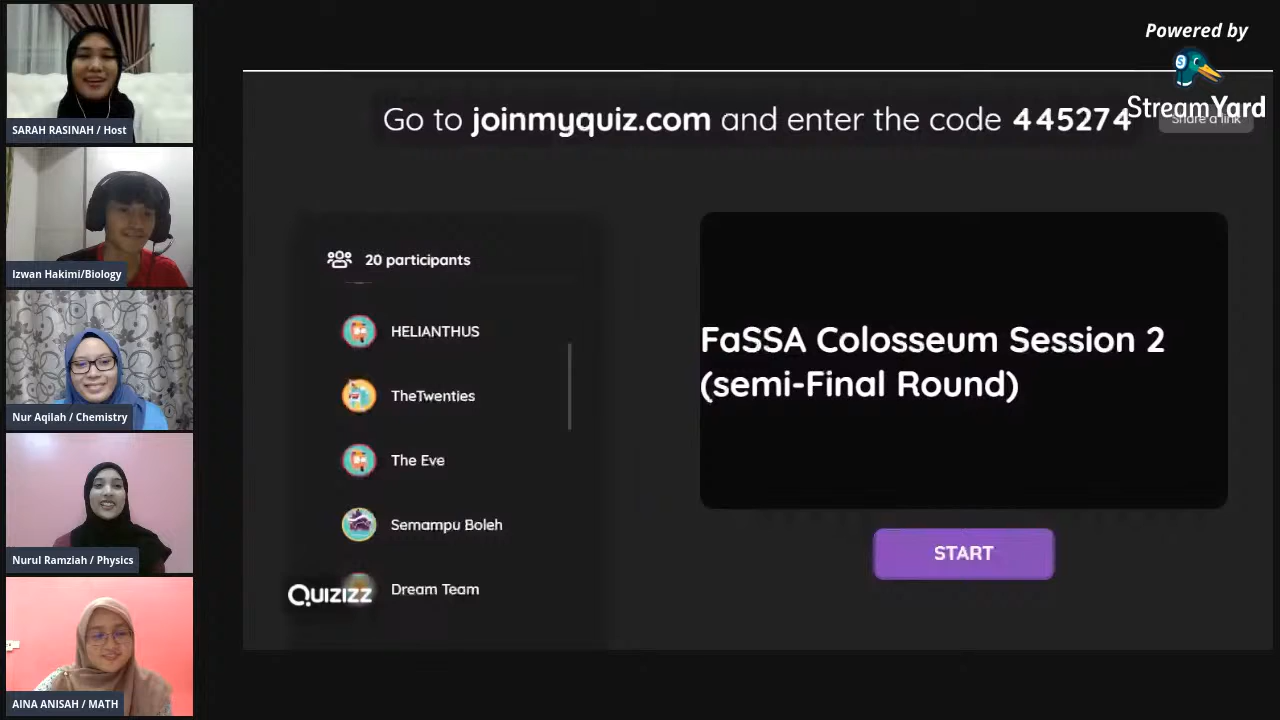 SARAH RASINAH / Host
Izwan Hakimi/Biology
Nur Aqilah / Chemistry
Nurul Ramziah / Physics
AINA ANISAH / MATH
Powered by
StreamYard
Share a link
Go to joinmyquiz.com and enter the code 445274
20 participants
HELIANTHUS
TheTwenties
The Eve
Semampu Boleh
Dream Team
Quizizz
FaSSA Colosseum Session 2
(semi-Final Round)
START